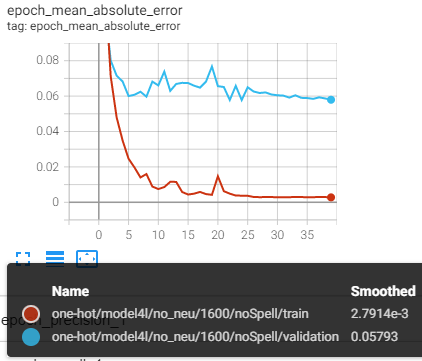 epoch_mean_absolute_error
tag: epoch_mean_absolute_error
0.08
0.06
0.04
0.02
0
0 5 10 15 20 25 30 35
Name Smoothed
one-hot/model4l/no_neu/1600/noSpell/train 2.7914e-3
one-hot/model4l/no_neu/1600/noSpell/validation 0.05793